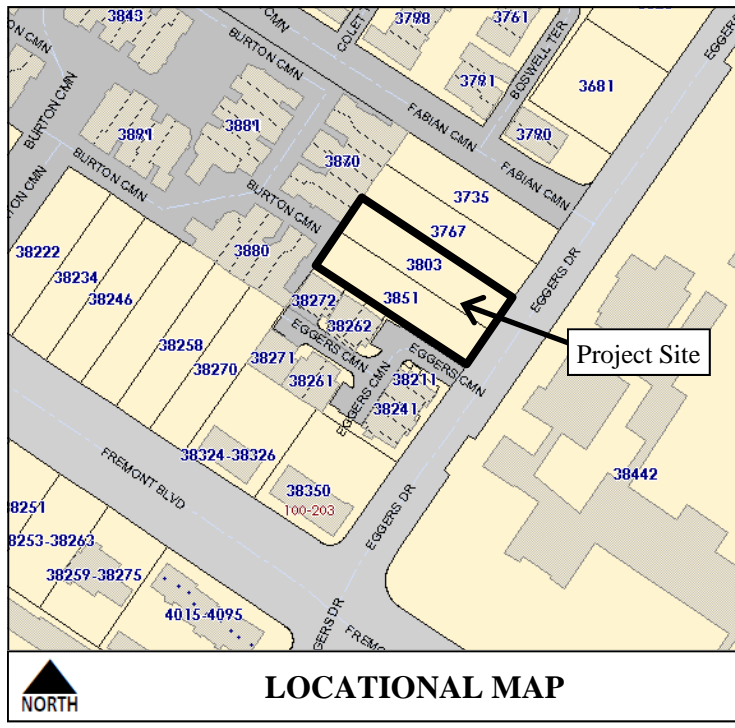 3843
3798
3761
COLET
BURTON CMN
BOSWELL TER
EGGERS DR
3791
3681
BURTON CMN
3891
3881
FABIAN CMN
3790
3870
FABIAN CMN
BURTON CMN
BURTON CMN
3735
3767
3880
3803
38222
38234
38246
3851
EGGERS DR
38272
38262
Project Site
EGGERS CMN
EGGERS CMN
38258
38270
38271
38261
38211
38241
EGGERS CMN
38324-38326
FREMONT BLVD
38350
100-203
38442
EGGERS DR
38251
38253-38263
38259-38275
4015-4095
NORTH
LOCATIONAL MAP